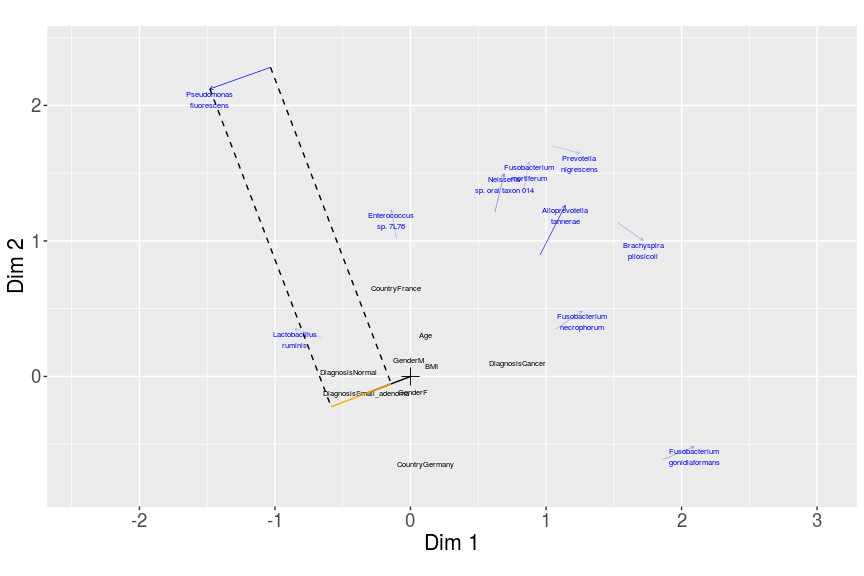 2
Pseudomonas
fluorescens
Prevotella
nigrescens
Fusobacterium
mortiferum
Neisseria
sp. oral taxon 014
Enterococcus
sp. 7L76
Alloprevotella
tannerae
1
Brachyspira
pilosicoli
CountryFrance
Fusobacterium
necrophorum
Lactobacillus
ruminis
Age
GenderM
BMI
DiagnosisCancer
DiagnosisNormal
0
DiagnosisSmall_adenoma
GenderF
Fusobacterium
gonidiaformans
CountryGermany
-2 -1 0 1 2 3
Dim 1
Dim 2